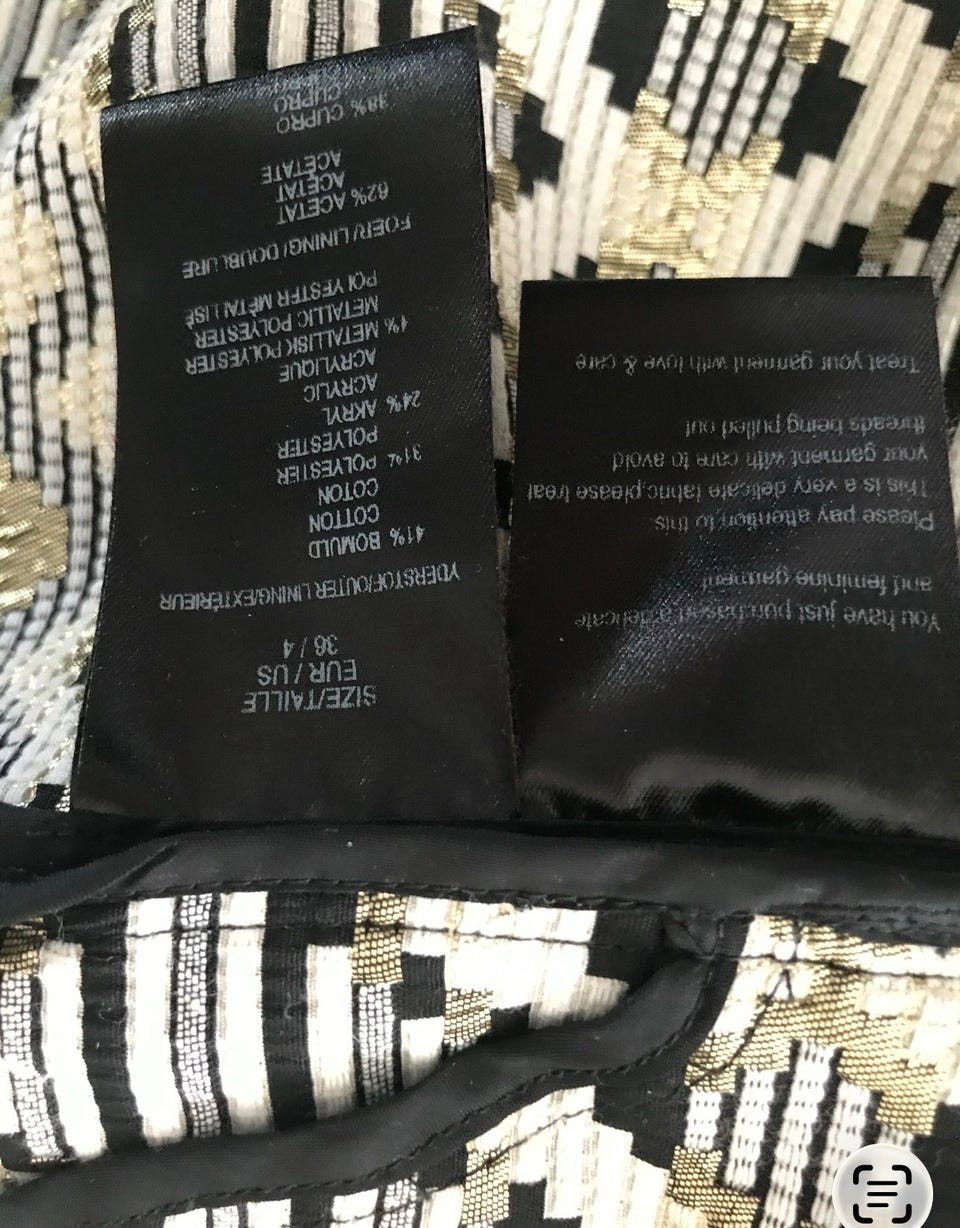 SIZE/TAILLE
EUR / US
36 / 4
YDERSTOF/OUTER LINING/EXTÉRIEUR
41% BOMULD
COTTON
COTON
31% POLYESTER
POLYESTER
24% AKRYL
ACRYLIC
ACRYLIQUE
4% METALLISK POLYESTER
METALLIC POLYESTER
POLYESTER MÉTALLISÉ
FOER/ LINING/ DOUBLURE
62% ACETAT
ACETAT
ACÉTATE
38% CUPRO
CUPRO
You have just purchased a delicate
and feminine garment
Please pay attention to this.
This is a very delicate fabric,please treat
your garment with care to avoid
threads being pulled out
Treat your garment with love & care